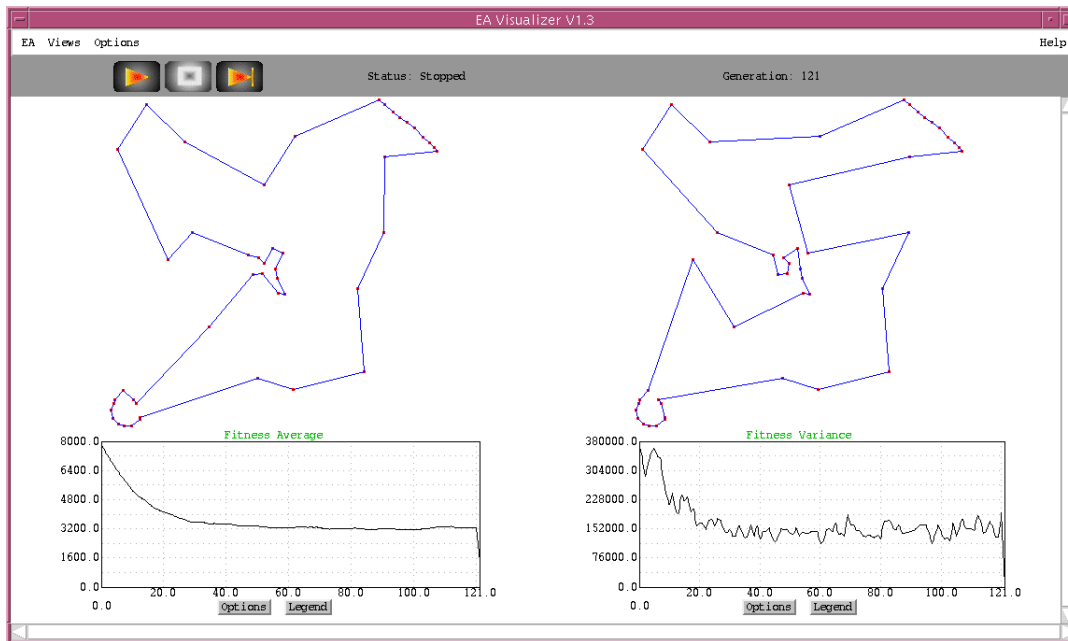 EA Visualizer V1.3
EA Views Options Help
Status: Stopped Generation: 121
Fitness Average
8000.0
6400.0
4800.0
3200.0
1600.0
0.0
0.0 20.0 40.0 60.0 80.0 100.0 121.0
Options Legend
Fitness Variance
380000.0
304000.0
228000.0
152000.0
76000.0
0.0
0.0 20.0 40.0 60.0 80.0 100.0 121.0
Options Legend